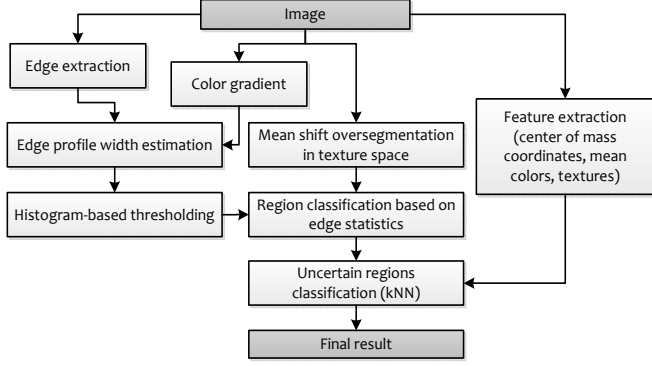 Image
Edge extraction
Color gradient
Edge profile width estimation
Mean shift oversegmentation
in texture space
Feature extraction
(center of mass
coordinates, mean
colors, textures)
Histogram-based thresholding
Region classification based on
edge statistics
Uncertain regions
classification (kNN)
Final result